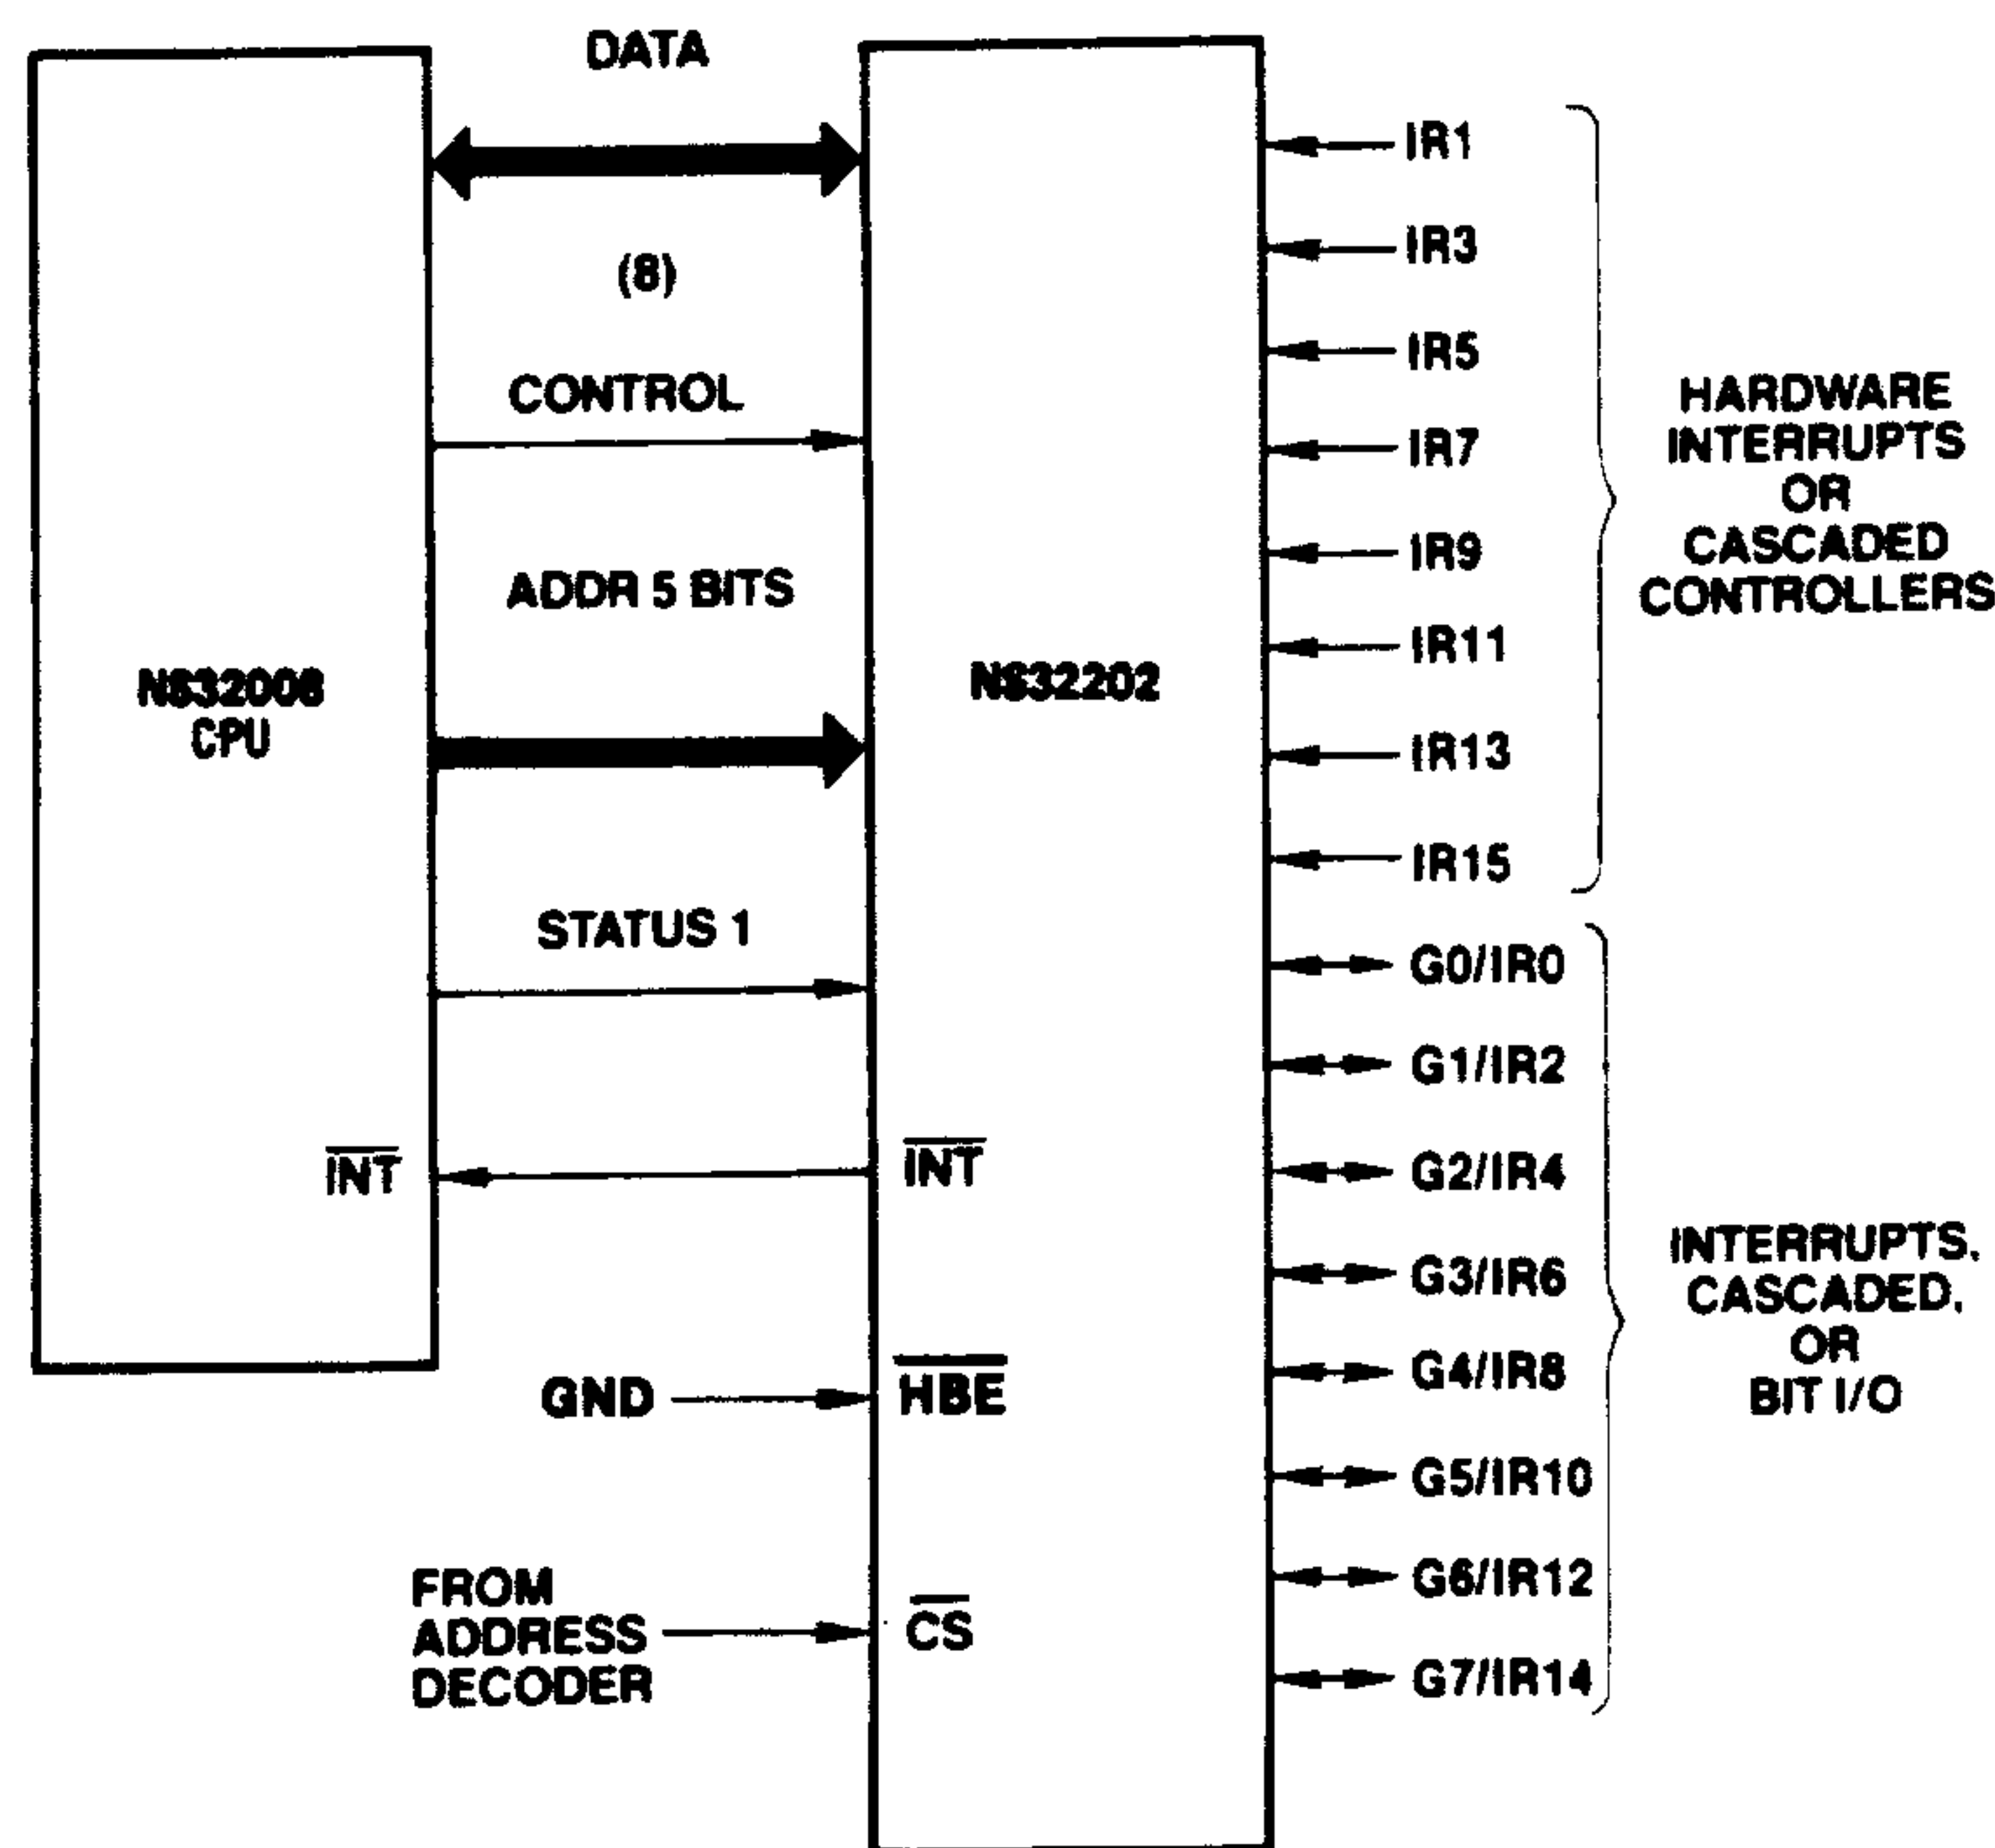 DATA
(8)
CONTROL
ADDR 5 BITS
NS32008
CPU
NS32202
STATUS 1
INT
INT
GND
HBE
FROM
ADDRESS
DECODER
CS
IR1
IR3
IR5
IR7
IR9
IR11
IR13
IR15
HARDWARE
INTERRUPTS
OR
CASCADED
CONTROLLERS
G0/IR0
G1/IR2
G2/IR4
G3/IR6
G4/IR8
G5/IR10
G6/IR12
G7/IR14
INTERRUPTS,
CASCADED,
OR
BIT I/O